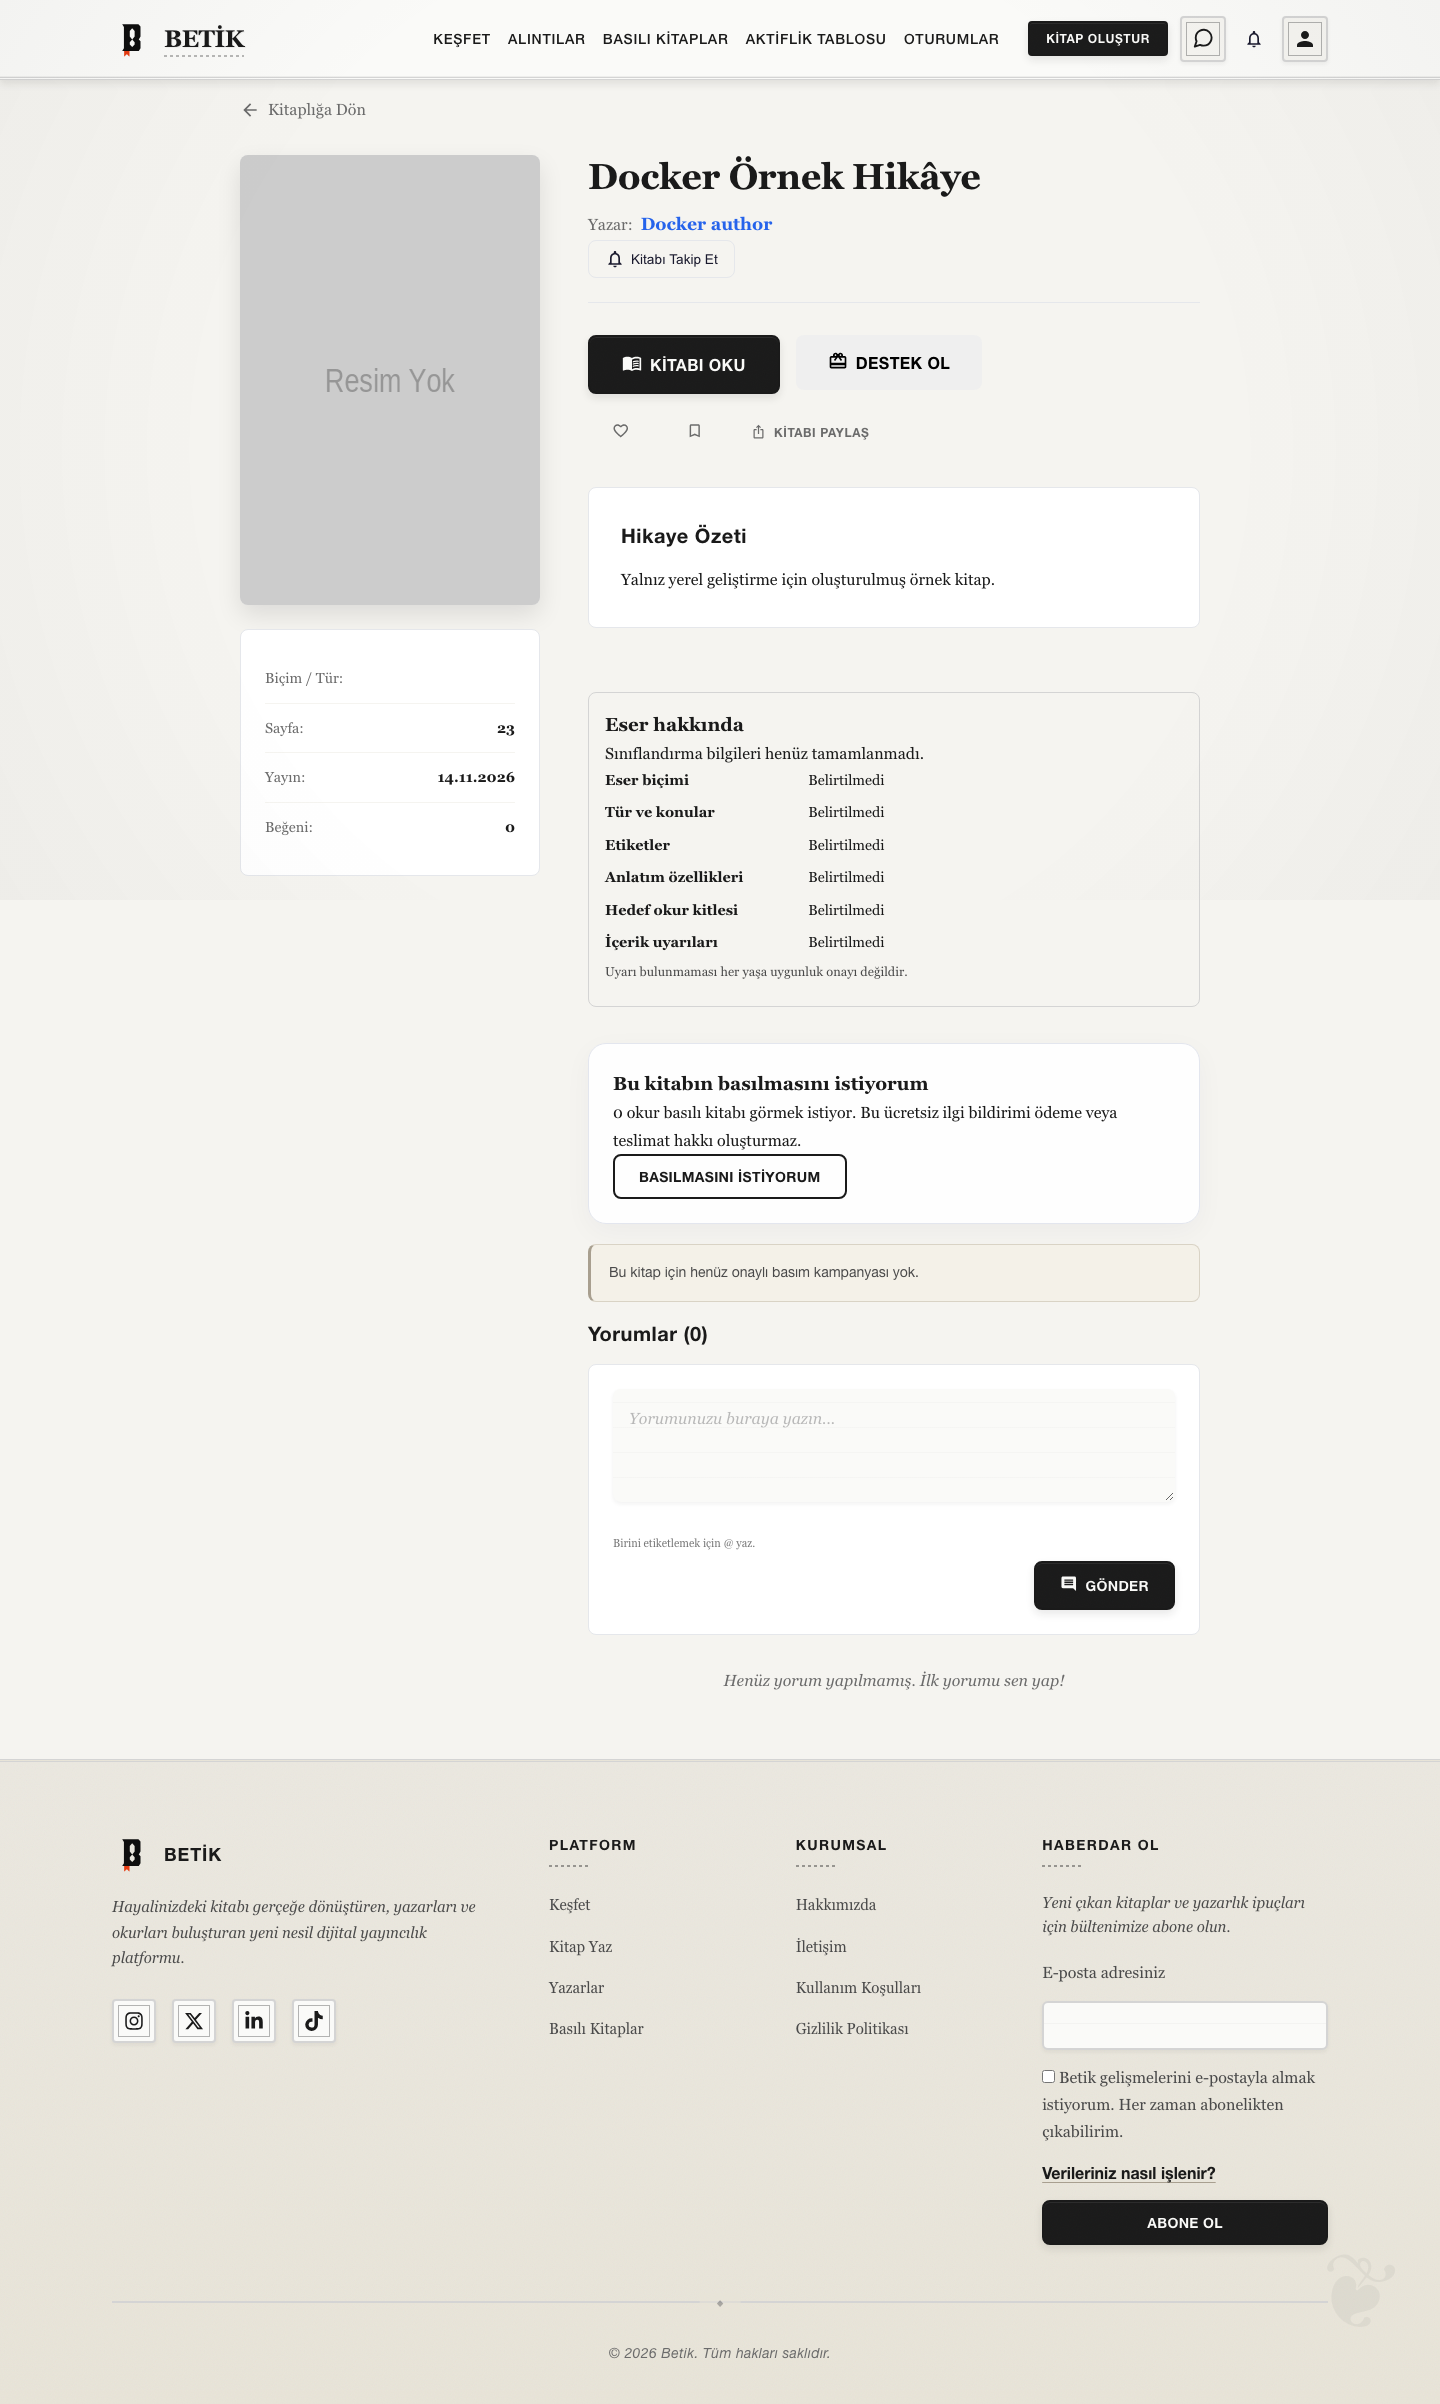 BETİK
KEŞFET
ALINTILAR
BASILI KİTAPLAR
AKTİFLİK TABLOSU
OTURUMLAR
KİTAP OLUŞTUR
Kitaplığa Dön
Resim Yok
Biçim / Tür:
Sayfa: 23
Yayın: 14.11.2026
Beğeni: 0
Docker Örnek Hikâye
Yazar: Docker author
Kitabı Takip Et
KİTABI OKU
DESTEK OL
KİTABI PAYLAŞ
Hikaye Özeti
Yalnız yerel geliştirme için oluşturulmuş örnek kitap.
Eser hakkında
Sınıflandırma bilgileri henüz tamamlanmadı.
Eser biçimi Belirtilmedi
Tür ve konular Belirtilmedi
Etiketler Belirtilmedi
Anlatım özellikleri Belirtilmedi
Hedef okur kitlesi Belirtilmedi
İçerik uyarıları Belirtilmedi
Uyarı bulunmaması her yaşa uygunluk onayı değildir.
Bu kitabın basılmasını istiyorum
0 okur basılı kitabı görmek istiyor. Bu ücretsiz ilgi bildirimi ödeme veya
teslimat hakkı oluşturmaz.
BASILMASINI İSTİYORUM
Bu kitap için henüz onaylı basım kampanyası yok.
Yorumlar (0)
Yorumunuzu buraya yazın...
Birini etiketlemek için @ yaz.
GÖNDER
Henüz yorum yapılmamış. İlk yorumu sen yap!
BETİK
Hayalinizdeki kitabı gerçeğe dönüştüren, yazarları ve
okurları buluşturan yeni nesil dijital yayıncılık
platformu.
PLATFORM
Keşfet
Kitap Yaz
Yazarlar
Basılı Kitaplar
KURUMSAL
Hakkımızda
İletişim
Kullanım Koşulları
Gizlilik Politikası
HABERDAR OL
Yeni çıkan kitaplar ve yazarlık ipuçları
için bültenimize abone olun.
E-posta adresiniz
Betik gelişmelerini e-postayla almak
istiyorum. Her zaman abonelikten
çıkabilirim.
Verileriniz nasıl işlenir?
ABONE OL
© 2026 Betik. Tüm hakları saklıdır.